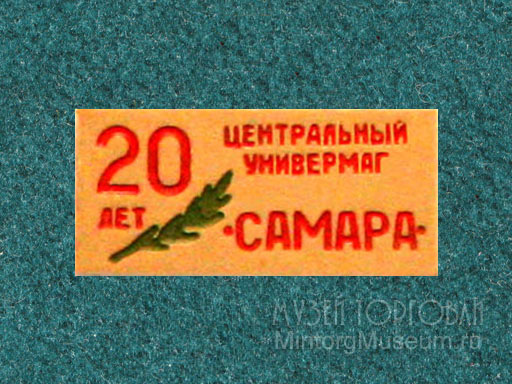 20 ЛЕТ
ЦЕНТРАЛЬНЫЙ
УНИВЕРМАГ
·САМАРА·
МУЗЕЙ ТОРГОВЛИ
MintorgMuseum.ru